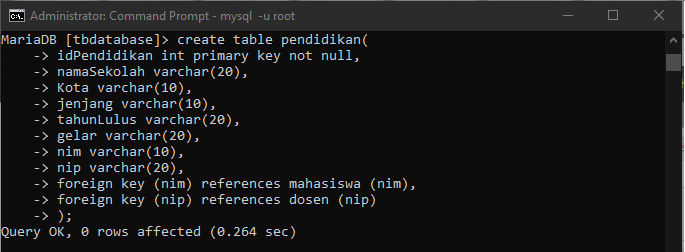 Administrator: Command Prompt - mysql -u root
MariaDB [tbdatabase]> create table pendidikan(
-> idPendidikan int primary key not null,
-> namaSekolah varchar(20),
-> Kota varchar(10),
-> jenjang varchar(10),
-> tahunLulus varchar(20),
-> gelar varchar(20),
-> nim varchar(10),
-> nip varchar(20),
-> foreign key (nim) references mahasiswa (nim),
-> foreign key (nip) references dosen (nip)
-> );
Query OK, 0 rows affected (0.264 sec)